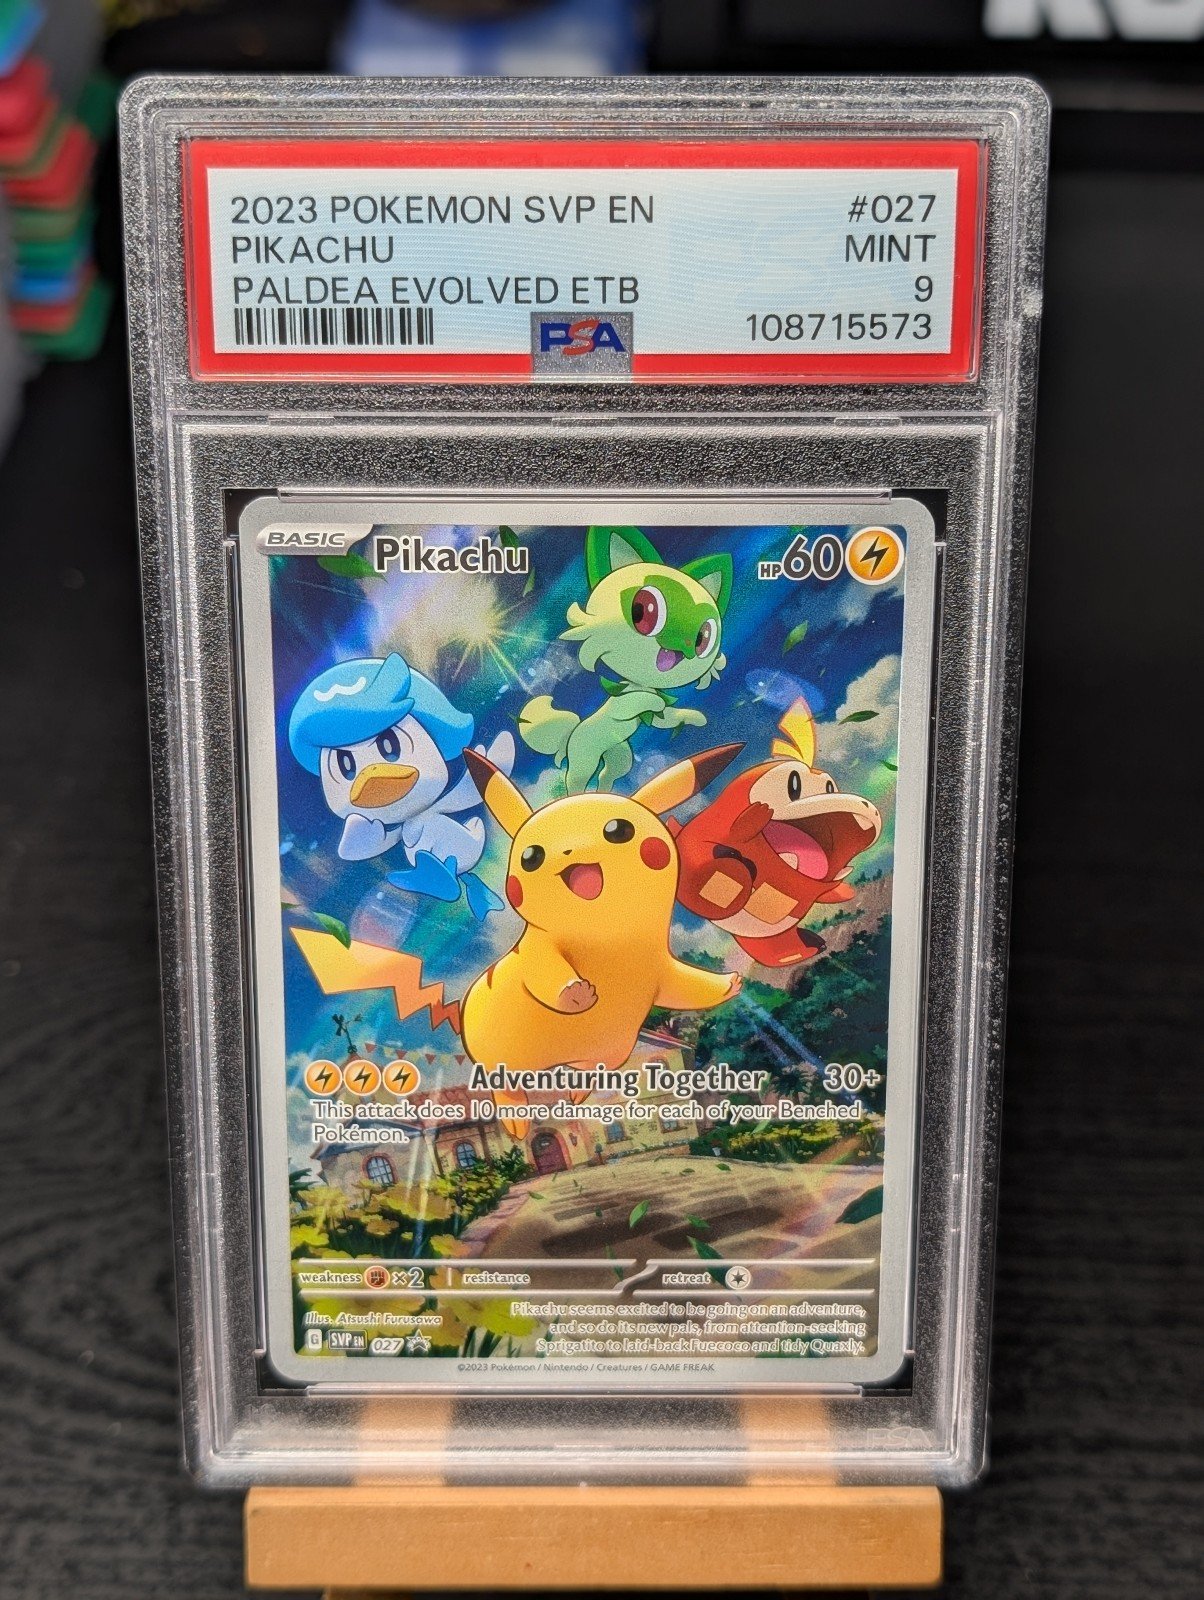 2023 POKEMON SVP EN #027
PIKACHU MINT
PALDEA EVOLVED ETB 9
PSA 108715573
BASIC Pikachu HP60
Adventuring Together 30+
This attack does 10 more damage for each of your Benched
Pokémon.
weakness ×2 resistance retreat
Illus. Atsushi Furusawa
Pikachu seems excited to be going on an adventure,
and so do its new pals, from attention-seeking
Sprigatito to laid-back Fuecoco and tidy Quaxly.
G SVP EN 027
©2023 Pokémon / Nintendo / Creatures / GAME FREAK
PSA